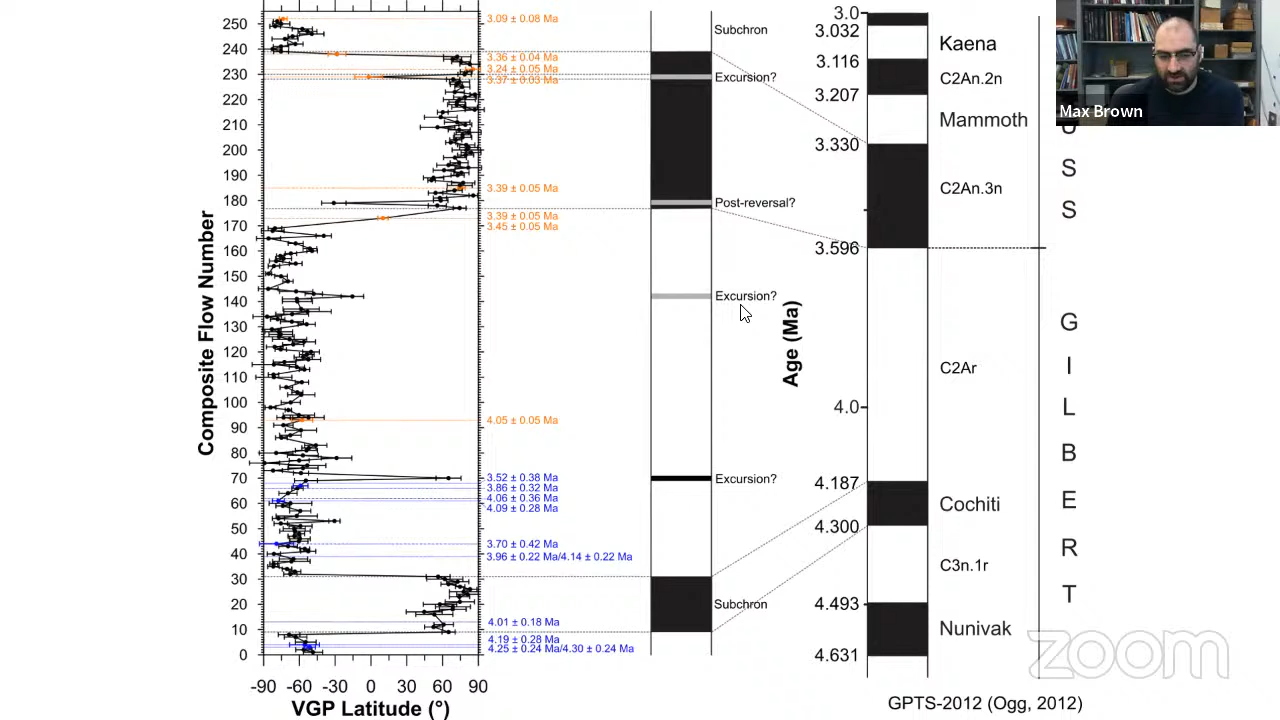 Composite Flow Number
250
240
230
220
210
200
190
180
170
160
150
140
130
120
110
100
90
80
70
60
50
40
30
20
10
0
-90 -60 -30 0 30 60 90
VGP Latitude (°)
3.09 ± 0.08 Ma
3.36 ± 0.04 Ma
3.24 ± 0.05 Ma
3.37 ± 0.03 Ma
3.39 ± 0.05 Ma
3.39 ± 0.05 Ma
3.45 ± 0.05 Ma
4.05 ± 0.05 Ma
3.52 ± 0.38 Ma
3.86 ± 0.32 Ma
4.06 ± 0.36 Ma
4.09 ± 0.28 Ma
3.70 ± 0.42 Ma
3.96 ± 0.22 Ma/4.14 ± 0.22 Ma
4.01 ± 0.18 Ma
4.19 ± 0.28 Ma
4.25 ± 0.24 Ma/4.30 ± 0.24 Ma
Subchron
Excursion?
Post-reversal?
Excursion?
Excursion?
Subchron
Age (Ma)
3.0
3.032
3.116
3.207
3.330
3.596
4.0
4.187
4.300
4.493
4.631
Kaena
C2An.2n
Mammoth
C2An.3n
C2Ar
Cochiti
C3n.1r
Nunivak
U
S
S
G
I
L
B
E
R
T
GPTS-2012 (Ogg, 2012)
Max Brown
zoom